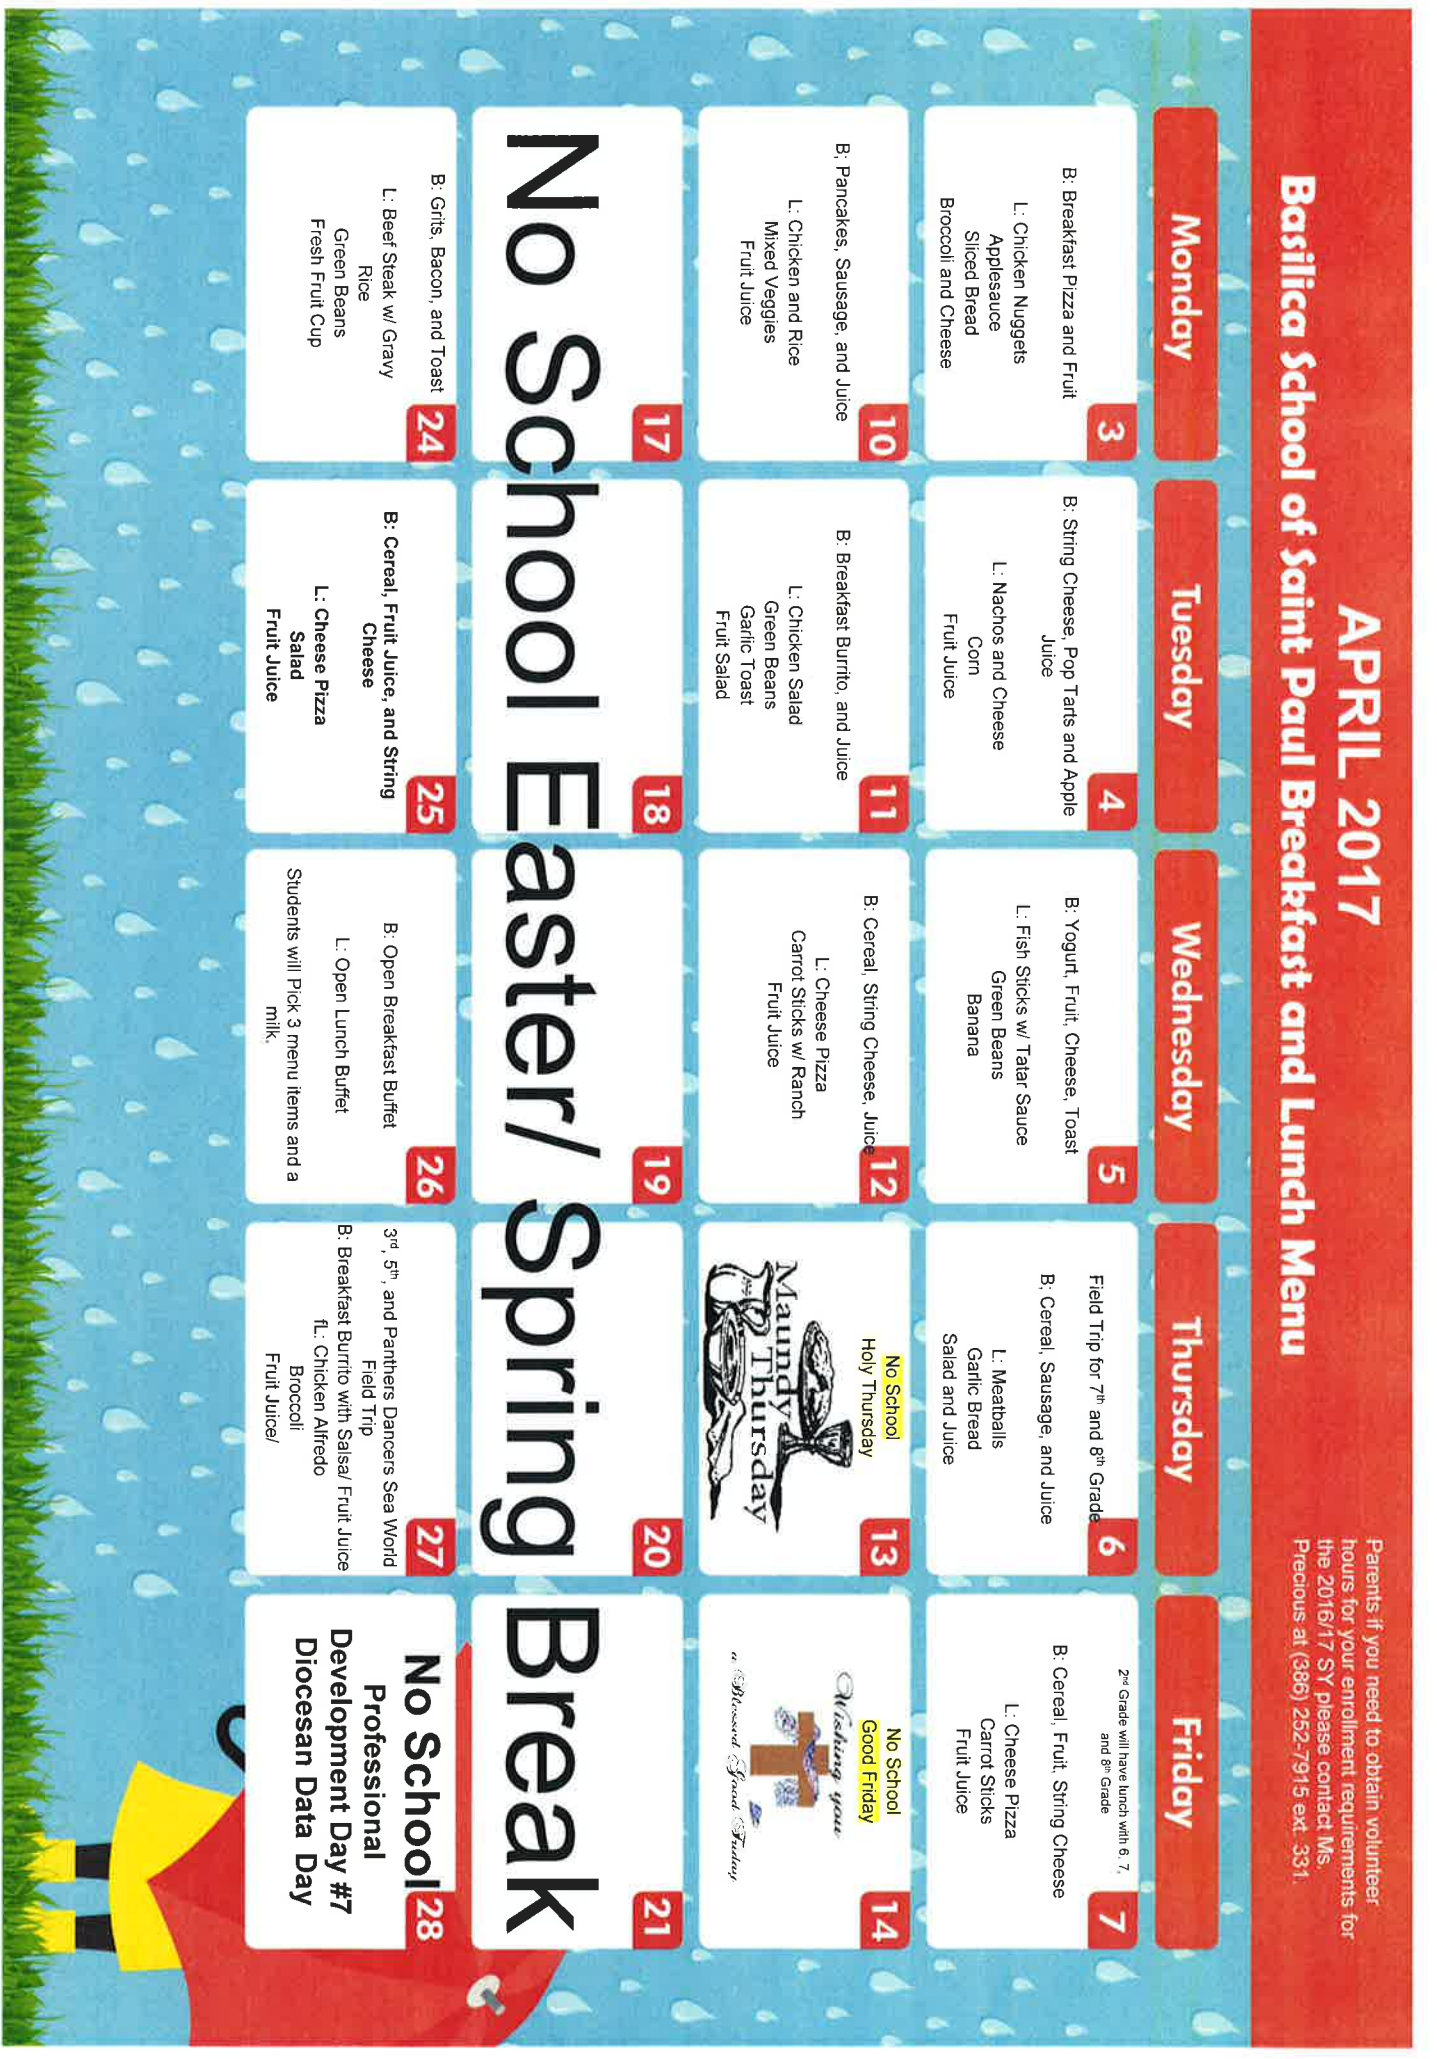 APRIL 2017
Basilica School of Saint Paul Breakfast and Lunch Menu
Parents if you need to obtain volunteer
hours for your enrollment requirements for
the 2016/17 SY please contact Ms.
Precious at (386) 252-7915 ext. 331.
Monday
Tuesday
Wednesday
Thursday
Friday
3
B: Breakfast Pizza and Fruit
L: Chicken Nuggets
Applesauce
Sliced Bread
Broccoli and Cheese
4
B: String Cheese, Pop Tarts and Apple
Juice
L: Nachos and Cheese
Corn
Fruit Juice
5
B: Yogurt, Fruit, Cheese, Toast
L: Fish Sticks w/ Tatar Sauce
Green Beans
Banana
6
Field Trip for 7th and 8th Grade
B; Cereal, Sausage, and Juice
L: Meatballs
Garlic Bread
Salad and Juice
7
2nd Grade will have lunch with 6, 7,
and 8th Grade
B: Cereal, Fruit, String Cheese
L: Cheese Pizza
Carrot Sticks
Fruit Juice
10
B; Pancakes, Sausage, and Juice
L: Chicken and Rice
Mixed Veggies
Fruit Juice
11
B: Breakfast Burrito, and Juice
L: Chicken Salad
Green Beans
Garlic Toast
Fruit Salad
12
B: Cereal, String Cheese, Juice
L: Cheese Pizza
Carrot Sticks w/ Ranch
Fruit Juice
13
No School
Holy Thursday
Maundy
Thursday
14
No School
Good Friday
Wishing you
a Blessed Good Friday
17
18
19
20
21
No School Easter/ Spring Break
24
B: Grits, Bacon, and Toast
L: Beef Steak w/ Gravy
Rice
Green Beans
Fresh Fruit Cup
25
B: Cereal, Fruit Juice, and String
Cheese
L: Cheese Pizza
Salad
Fruit Juice
26
B: Open Breakfast Buffet
L: Open Lunch Buffet
Students will Pick 3 menu items and a
milk.
27
3rd, 5th, and Panthers Dancers Sea World
Field Trip
B: Breakfast Burrito with Salsa/ Fruit Juice
fL: Chicken Alfredo
Broccoli
Fruit Juice/
28
No School
Professional
Development Day #7
Diocesan Data Day